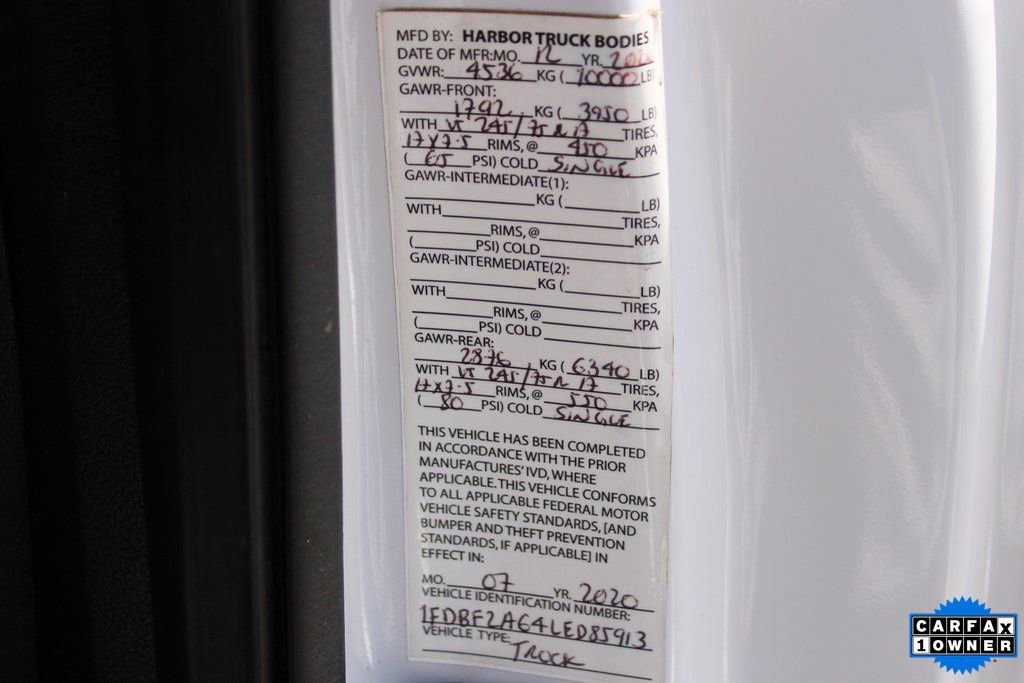 MFD BY: HARBOR TRUCK BODIES
DATE OF MFR:MO. 12 YR.
GVWR: 4536 KG ( 10000 LB)
GAWR-FRONT:
1792, KG ( 3950 LB)
WITH LT 245/75 R 17 TIRES,
17X7.5 RIMS, @ 450 KPA
( 65 PSI) COLD SINGLE
GAWR-INTERMEDIATE(1):
KG ( LB)
WITH TIRES,
RIMS, @ KPA
( PSI) COLD
GAWR-INTERMEDIATE(2):
KG ( LB)
WITH TIRES,
RIMS, @ KPA
( PSI) COLD
GAWR-REAR:
2876, KG ( 6340 LB)
WITH LT 245/75 R 17 TIRES,
17X7.5 RIMS, @ 550 KPA
( 80 PSI) COLD SINGLE
THIS VEHICLE HAS BEEN COMPLETED
IN ACCORDANCE WITH THE PRIOR
MANUFACTURES' IVD, WHERE
APPLICABLE. THIS VEHICLE CONFORMS
TO ALL APPLICABLE FEDERAL MOTOR
VEHICLE SAFETY STANDARDS, [AND
BUMPER AND THEFT PREVENTION
STANDARDS, IF APPLICABLE] IN
EFFECT IN:
MO. 07 YR. 2020
VEHICLE IDENTIFICATION NUMBER:
1FDBF2A64LED85913
VEHICLE TYPE: TRUCK
CARFAX
1 OWNER